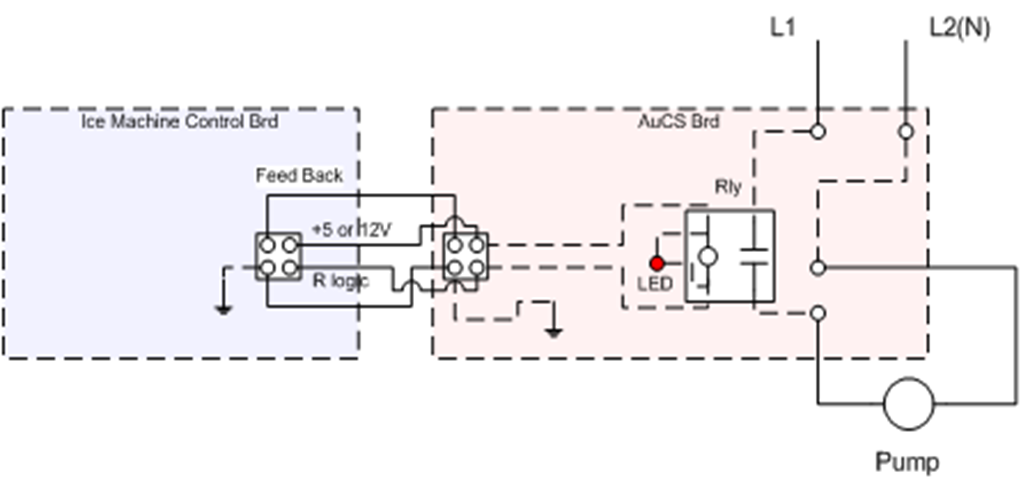 L1
L2(N)
Ice Machine Control Brd
AuCS Brd
Feed Back
Rly
+5 or 12V
R logic
LED
Pump